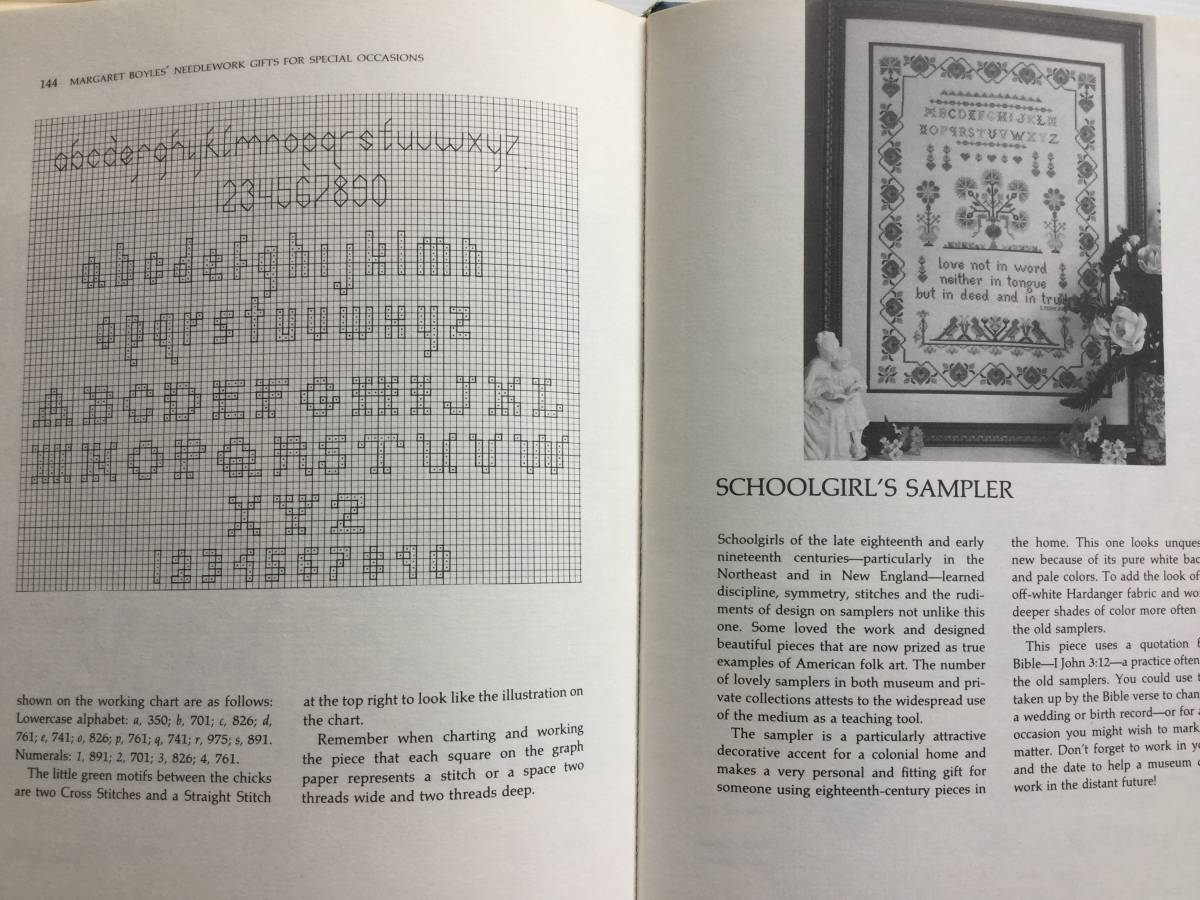 144 MARGARET BOYLES' NEEDLEWORK GIFTS FOR SPECIAL OCCASIONS
abcdefghijklmnopqrstuvwxyz
1234567890
abcdefghijklmn
opqrstuvwxyz
ABCDEFGHIJKL
MNOPQRSTUVW
XYZ
1234567890
shown on the working chart are as follows:
Lowercase alphabet: a, 350; b, 701; c, 826; d,
761; e, 741; o, 826; p, 761; q, 741; r, 975; s, 891.
Numerals: 1, 891; 2, 701; 3, 826; 4, 761.
The little green motifs between the chicks
are two Cross Stitches and a Straight Stitch
at the top right to look like the illustration on
the chart.
Remember when charting and working
the piece that each square on the graph
paper represents a stitch or a space two
threads wide and two threads deep.
ABCDEFGHIJKLM
NOPQRSTUVWXYZ
love not in word
neither in tongue
but in deed and in tru
SCHOOLGIRL'S SAMPLER
Schoolgirls of the late eighteenth and early
nineteenth centuries—particularly in the
Northeast and in New England—learned
discipline, symmetry, stitches and the rudi-
ments of design on samplers not unlike this
one. Some loved the work and designed
beautiful pieces that are now prized as true
examples of American folk art. The number
of lovely samplers in both museum and pri-
vate collections attests to the widespread use
of the medium as a teaching tool.
The sampler is a particularly attractive
decorative accent for a colonial home and
makes a very personal and fitting gift for
someone using eighteenth-century pieces in
the home. This one looks unques
new because of its pure white bac
and pale colors. To add the look of
off-white Hardanger fabric and wo
deeper shades of color more often
the old samplers.
This piece uses a quotation f
Bible—I John 3:12—a practice often
the old samplers. You could use t
taken up by the Bible verse to chan
a wedding or birth record—or for a
occasion you might wish to mark
matter. Don't forget to work in yo
and the date to help a museum c
work in the distant future!